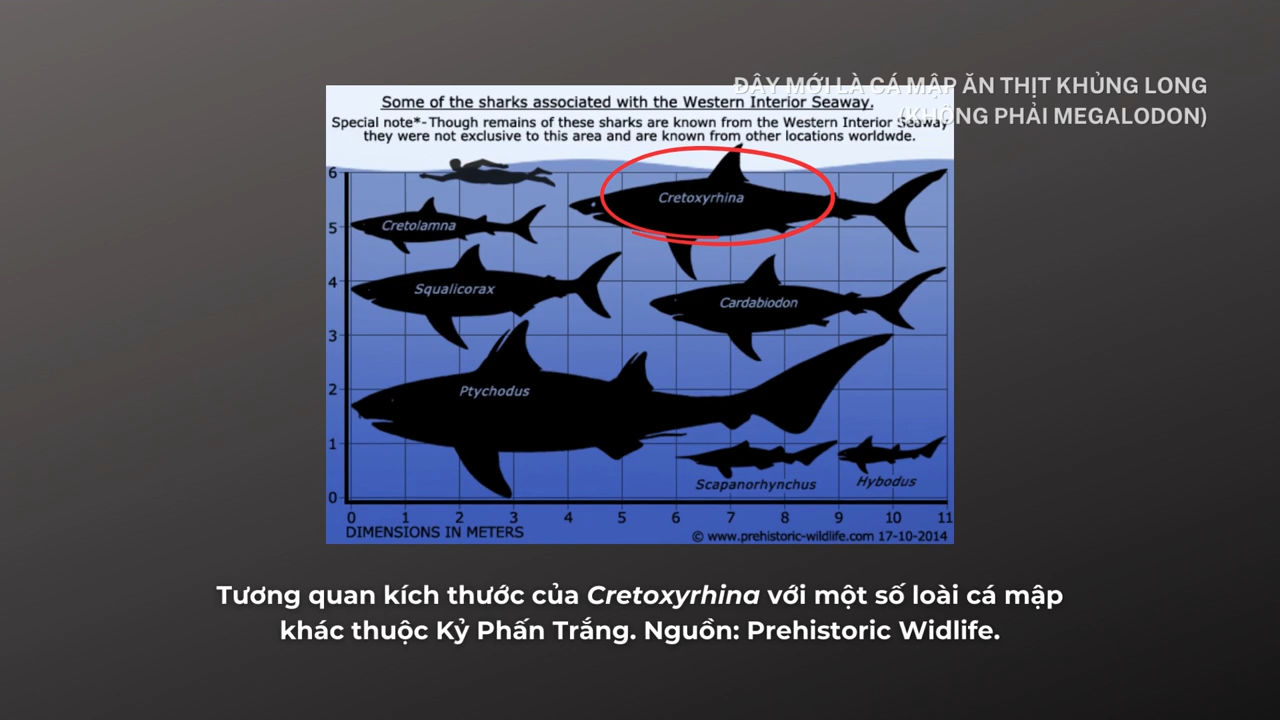 ĐÂY MỚI LÀ CÁ MẬP ĂN THỊT KHỦNG LONG
(KHÔNG PHẢI MEGALODON)
Some of the sharks associated with the Western Interior Seaway.
Special note*-Though remains of these sharks are known from the Western Interior Seaway
they were not exclusive to this area and are known from other locations worldwde.
6
Cretoxyrhina
Cretolamna
5
4
Squalicorax
Cardabiodon
3
2
Ptychodus
1
Scapanorhynchus
Hybodus
0
0 1 2 3 4 5 6 7 8 9 10 11
DIMENSIONS IN METERS
© www.prehistoric-wildlife.com 17-10-2014
Tương quan kích thước của Cretoxyrhina với một số loài cá mập
khác thuộc Kỷ Phấn Trắng. Nguồn: Prehistoric Widlife.